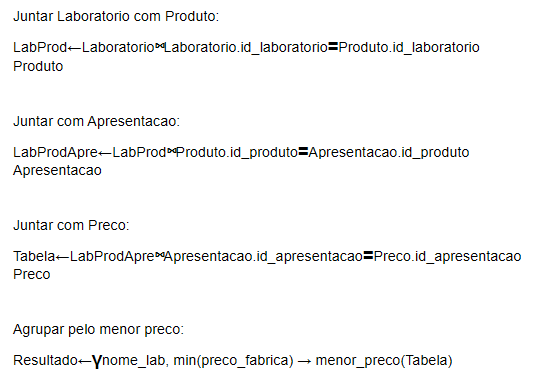 Juntar Laboratorio com Produto:
LabProd←Laboratorio⋈Laboratorio.id_laboratorio=Produto.id_laboratorio
Produto
Juntar com Apresentacao:
LabProdApre←LabProd⋈Produto.id_produto=Apresentacao.id_produto
Apresentacao
Juntar com Preco:
Tabela←LabProdApre⋈Apresentacao.id_apresentacao=Preco.id_apresentacao
Preco
Agrupar pelo menor preco:
Resultado←γnome_lab, min(preco_fabrica) → menor_preco(Tabela)